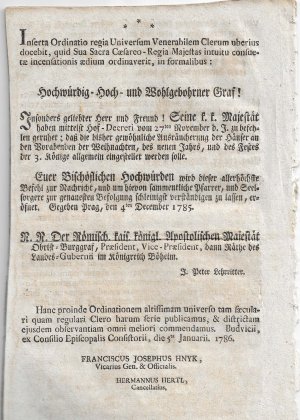 * * *
Inserta Ordinatio regia Universum Venerabilem Clerum uberius
docebit, quid Sua Sacra Cæsareo-Regia Majestas intuitu consue-
tæ incensationis ædium ordinaverit, in formalibus:
Hochwürdig-Hoch- und Wohlgebohrner Graf!
Insonders geliebter Herr und Freund! Seine k. k. Majestät
haben mittelst Hof-Decret vom 27ten November d. J. zu befeh-
len geruhet; daß die bisher gewöhnliche Ausräucherung der Häuser an
den Vorabenden der Weihnachten, des neuen Jahrs, und des Festes
der 3. Könige allgemein eingestellet werden solle.
Euer Bischöflichen Hochwürden wird dieser allerhöchste
Befehl zur Nachricht, und um hievon sammentliche Pfarrer, und Seel-
sorgere zur genauesten Befolgung schleunigst verständigen zu lassen, er-
öfnet. Gegeben Prag, den 4ten December 1785.
N. N. Der Römisch. kais. königl. Apostolischen Majestät
Obrist-Burggraf, Præsident, Vice-Præsident, dann Räthe des
Landes-Gubernii im Königreich Böheim.
J. Peter Lehmitter.
Hanc proinde Ordinationem altissimam universo tam sæcula-
ri quam regulari Clero harum serie publicamus, & districtam
ejusdem observantiam omni meliori commendamus. Budvicii,
ex Consilio Episcopalis Consistorii, die 5ta Januarii. 1786.
FRANCISCUS JOSEPHUS HNYK,
Vicarius Gen. & Officialis.
HERMANNUS HERTL,
Cancellarius,